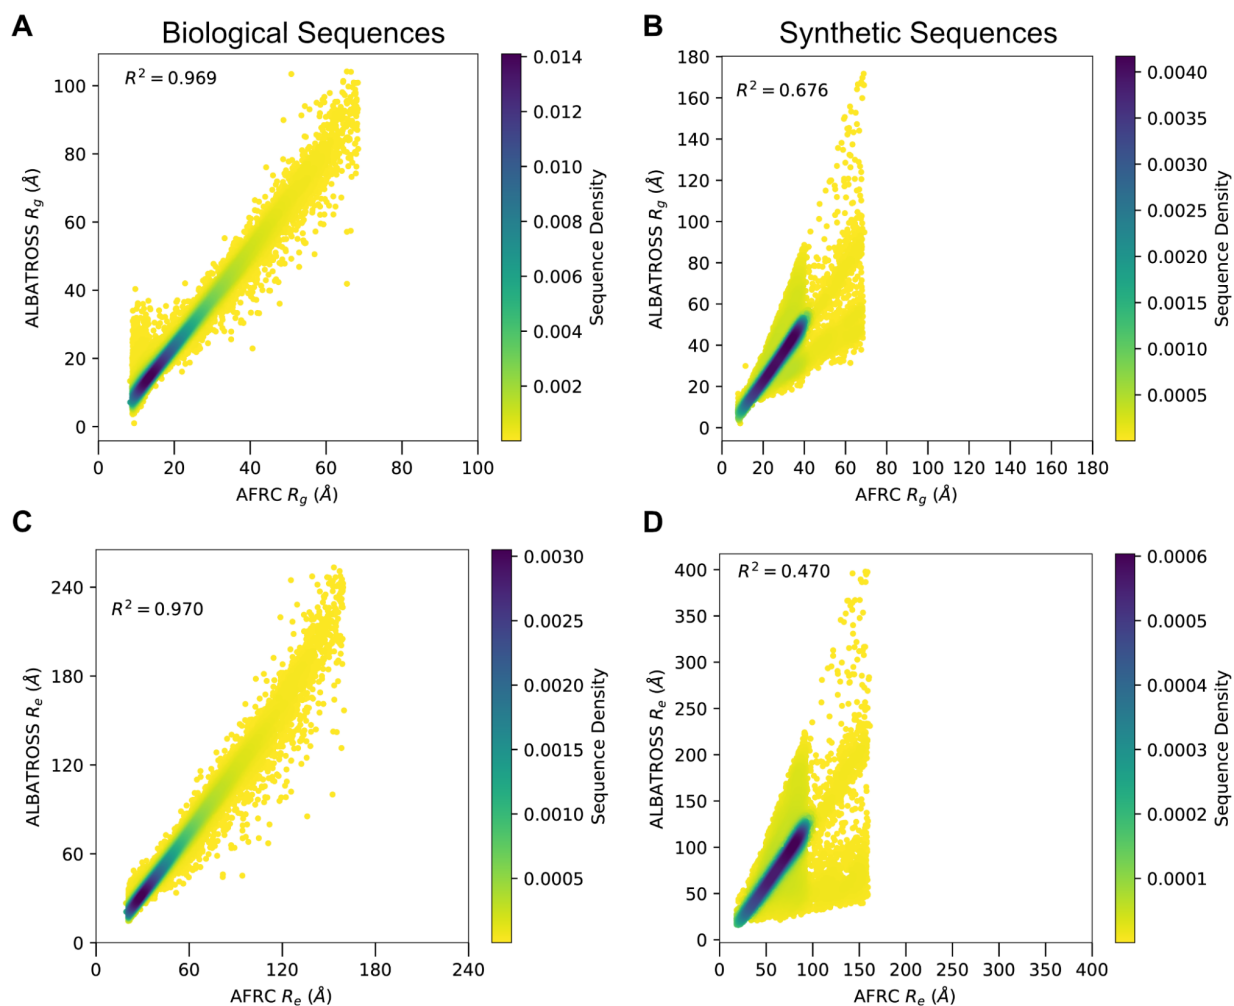 A
Biological Sequences
R² = 0.969
100
80
60
40
20
0
ALBATROSS Rg (Å)
0 20 40 60 80 100
AFRC Rg (Å)
0.014
0.012
0.010
0.008
0.006
0.004
0.002
Sequence Density
B
Synthetic Sequences
R² = 0.676
180
160
140
120
100
80
60
40
20
0
ALBATROSS Rg (Å)
0 20 40 60 80 100 120 140 160 180
AFRC Rg (Å)
0.0040
0.0035
0.0030
0.0025
0.0020
0.0015
0.0010
0.0005
Sequence Density
C
R² = 0.970
240
180
120
60
0
ALBATROSS Re (Å)
0 60 120 180 240
AFRC Re (Å)
0.0030
0.0025
0.0020
0.0015
0.0010
0.0005
Sequence Density
D
R² = 0.470
400
350
300
250
200
150
100
50
0
ALBATROSS Re (Å)
0 50 100 150 200 250 300 350 400
AFRC Re (Å)
0.0006
0.0005
0.0004
0.0003
0.0002
0.0001
Sequence Density